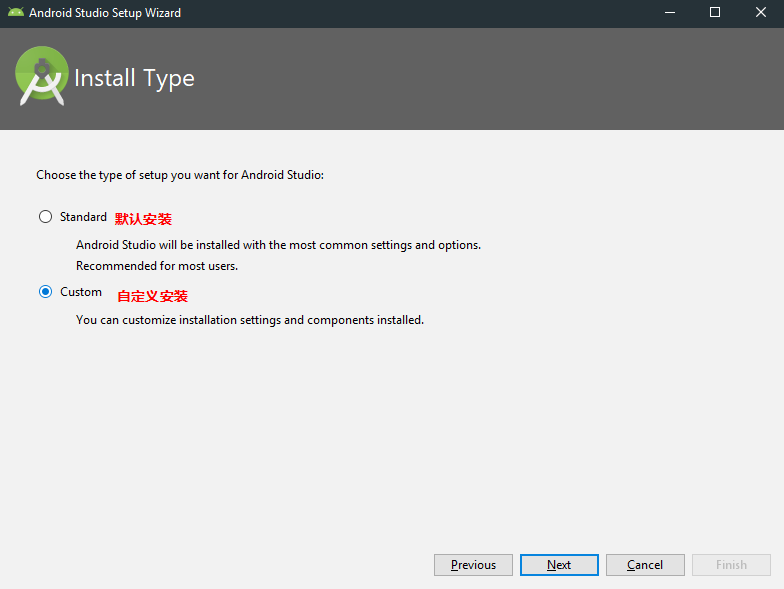 Android Studio Setup Wizard
Install Type
Choose the type of setup you want for Android Studio:
Standard 默认安装
Android Studio will be installed with the most common settings and options.
Recommended for most users.
Custom 自定义安装
You can customize installation settings and components installed.
Previous Next Cancel Finish